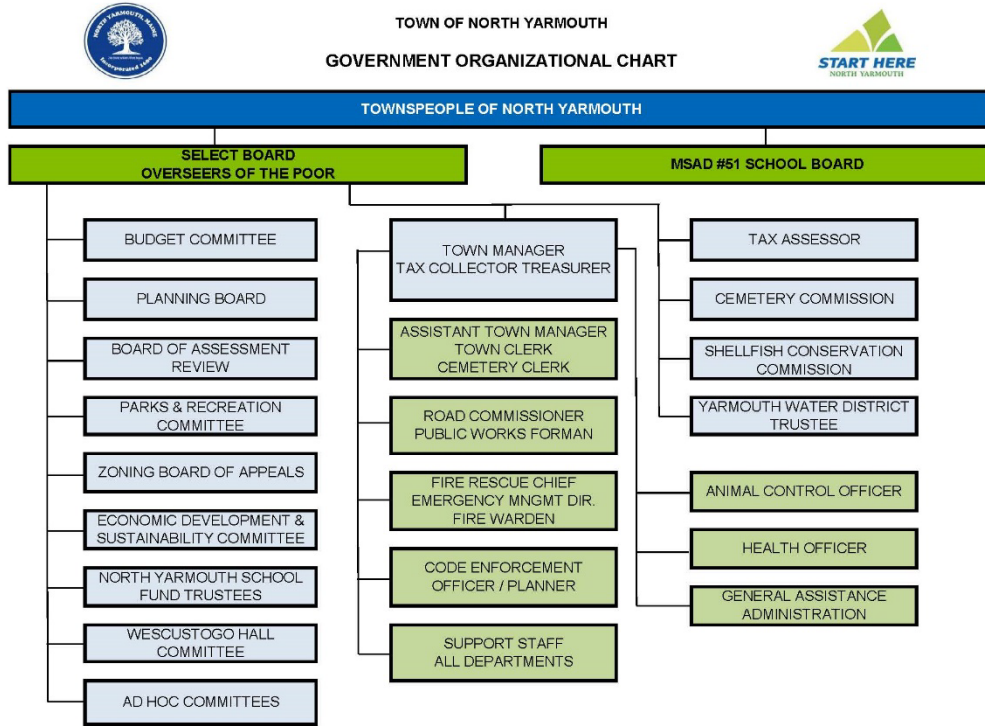 NORTH YARMOUTH, MAINE
Incorporated 1680
TOWN OF NORTH YARMOUTH
GOVERNMENT ORGANIZATIONAL CHART
START HERE
NORTH YARMOUTH
TOWNSPEOPLE OF NORTH YARMOUTH
SELECT BOARD
OVERSEERS OF THE POOR
MSAD #51 SCHOOL BOARD
BUDGET COMMITTEE
PLANNING BOARD
BOARD OF ASSESSMENT
REVIEW
PARKS & RECREATION
COMMITTEE
ZONING BOARD OF APPEALS
ECONOMIC DEVELOPMENT &
SUSTAINABILITY COMMITTEE
NORTH YARMOUTH SCHOOL
FUND TRUSTEES
WESCUSTOGO HALL
COMMITTEE
AD HOC COMMITTEES
TOWN MANAGER
TAX COLLECTOR TREASURER
ASSISTANT TOWN MANAGER
TOWN CLERK
CEMETERY CLERK
ROAD COMMISSIONER
PUBLIC WORKS FORMAN
FIRE RESCUE CHIEF
EMERGENCY MNGMT DIR.
FIRE WARDEN
CODE ENFORCEMENT
OFFICER / PLANNER
SUPPORT STAFF
ALL DEPARTMENTS
TAX ASSESSOR
CEMETERY COMMISSION
SHELLFISH CONSERVATION
COMMISSION
YARMOUTH WATER DISTRICT
TRUSTEE
ANIMAL CONTROL OFFICER
HEALTH OFFICER
GENERAL ASSISTANCE
ADMINISTRATION